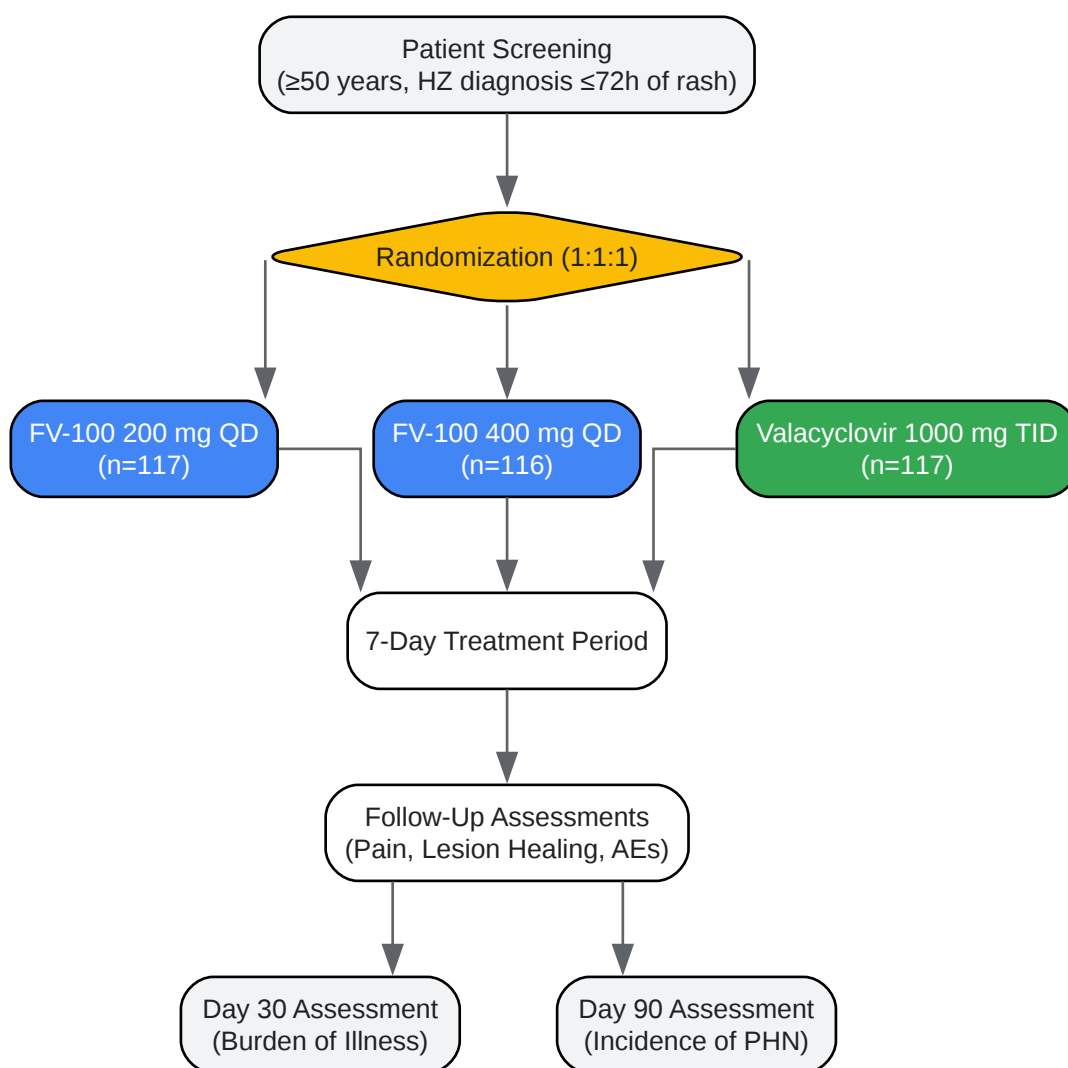 Patient Screening
(≥50 years, HZ diagnosis ≤72h of rash)
Randomization (1:1:1)
FV-100 200 mg QD
(n=117)
FV-100 400 mg QD
(n=116)
Valacyclovir 1000 mg TID
(n=117)
7-Day Treatment Period
Follow-Up Assessments
(Pain, Lesion Healing, AEs)
Day 30 Assessment
(Burden of Illness)
Day 90 Assessment
(Incidence of PHN)